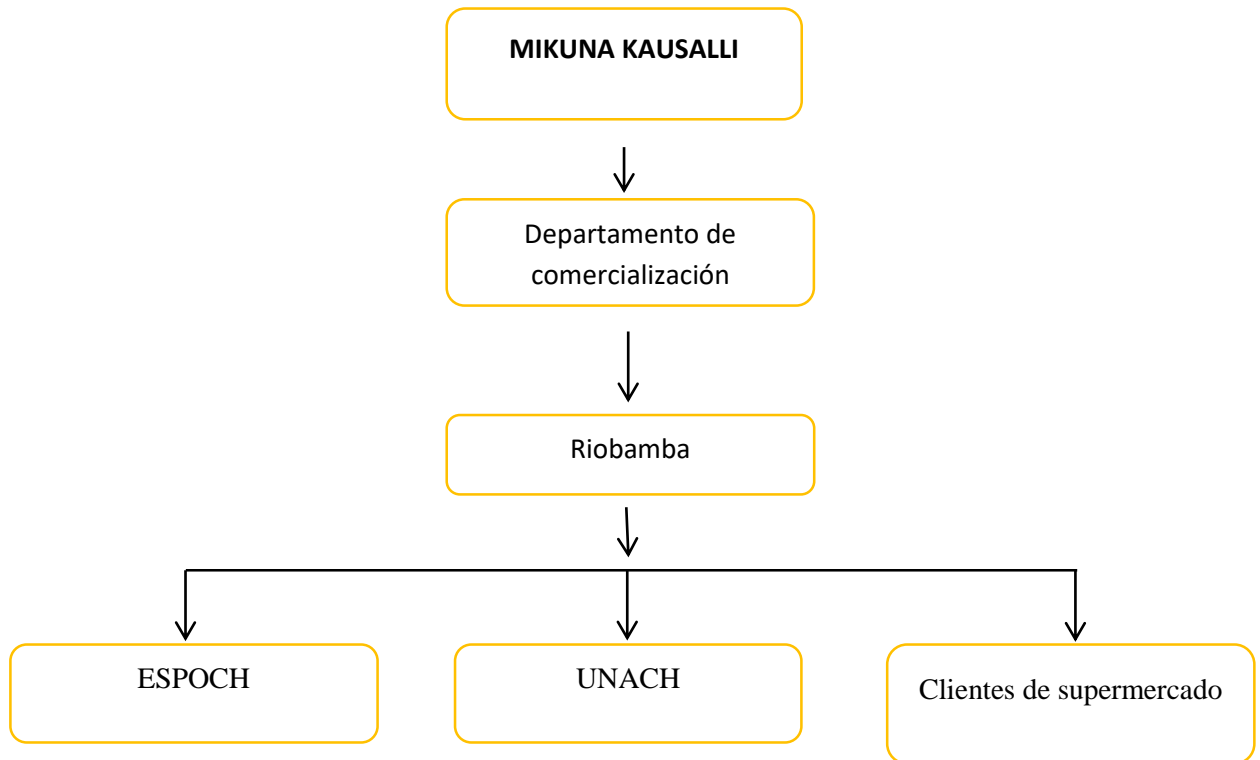 MIKUNA KAUSALLI
Departamento de
comercialización
Riobamba
ESPOCH
UNACH
Clientes de supermercado